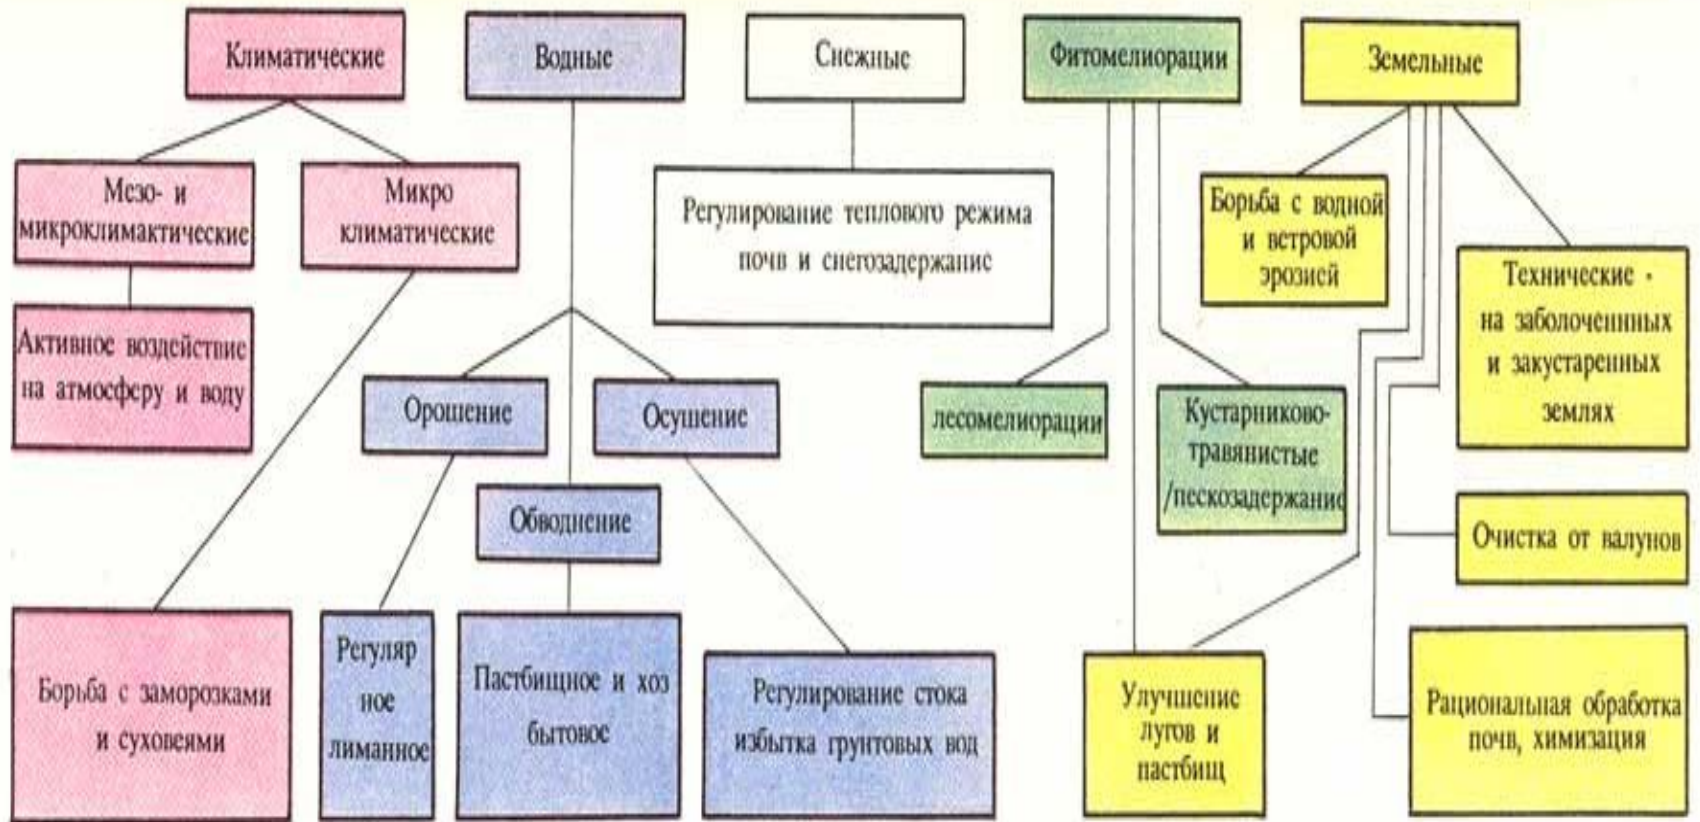 Климатические
Водные
Снежные
Фитомелиорации
Земельные
Мезо- и
микроклимактические
Микро
климатические
Регулирование теплового режима
почв и снегозадержание
Борьба с водной
и ветровой
эрозией
Технические -
на заболоченнных
и закустаренных
землях
Активное воздействие
на атмосферу и воду
Орошение
Осушение
лесомелиорации
Кустарниково-
травянистые
/пескозадержание
Обводнение
Очистка от валунов
Борьба с заморозками
и суховеями
Регуляр
ное
лиманное
Пастбищное и хоз
бытовое
Регулирование стока
избытка грунтовых вод
Улучшение
лугов и
пастбищ
Рациональная обработка
почв, химизация